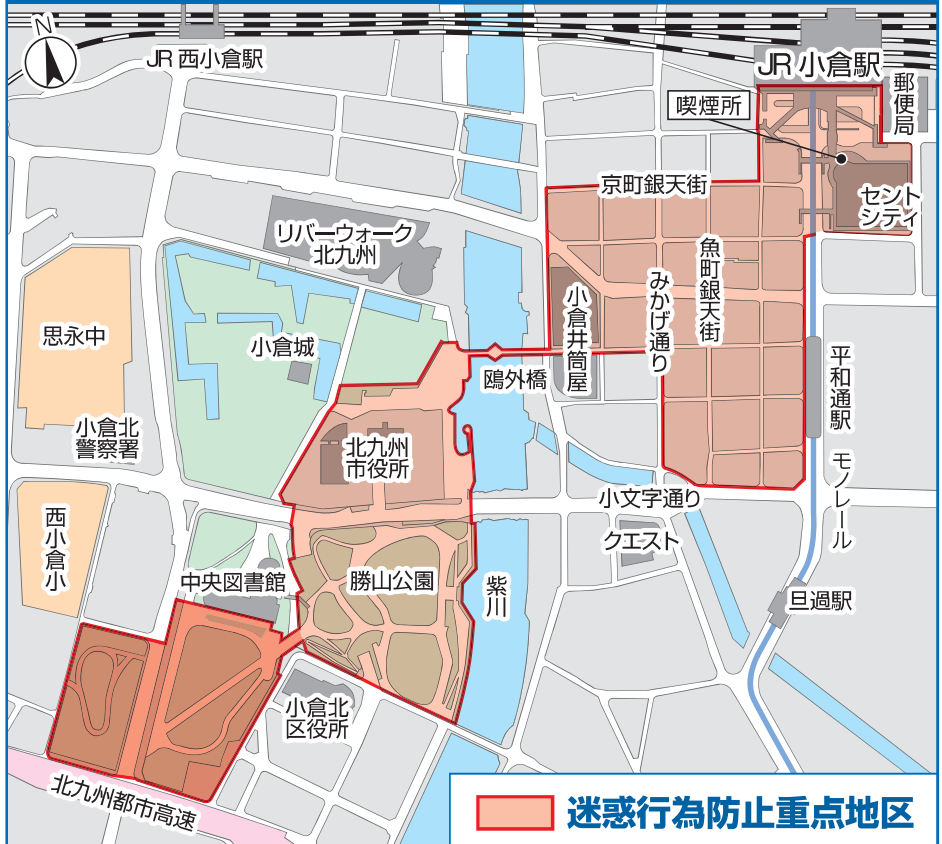 N
JR 西小倉駅
JR 小倉駅
郵便局
喫煙所
京町銀天街
セント
シティ
リバーウォーク
北九州
魚町銀天街
みかげ通り
小倉井筒屋
思永中
小倉城
鷗外橋
平和通駅
小倉北
警察署
北九州
市役所
モノレール
小文字通り
西小倉小
クエスト
中央図書館
勝山公園
紫川
旦過駅
小倉北
区役所
北九州都市高速
迷惑行為防止重点地区